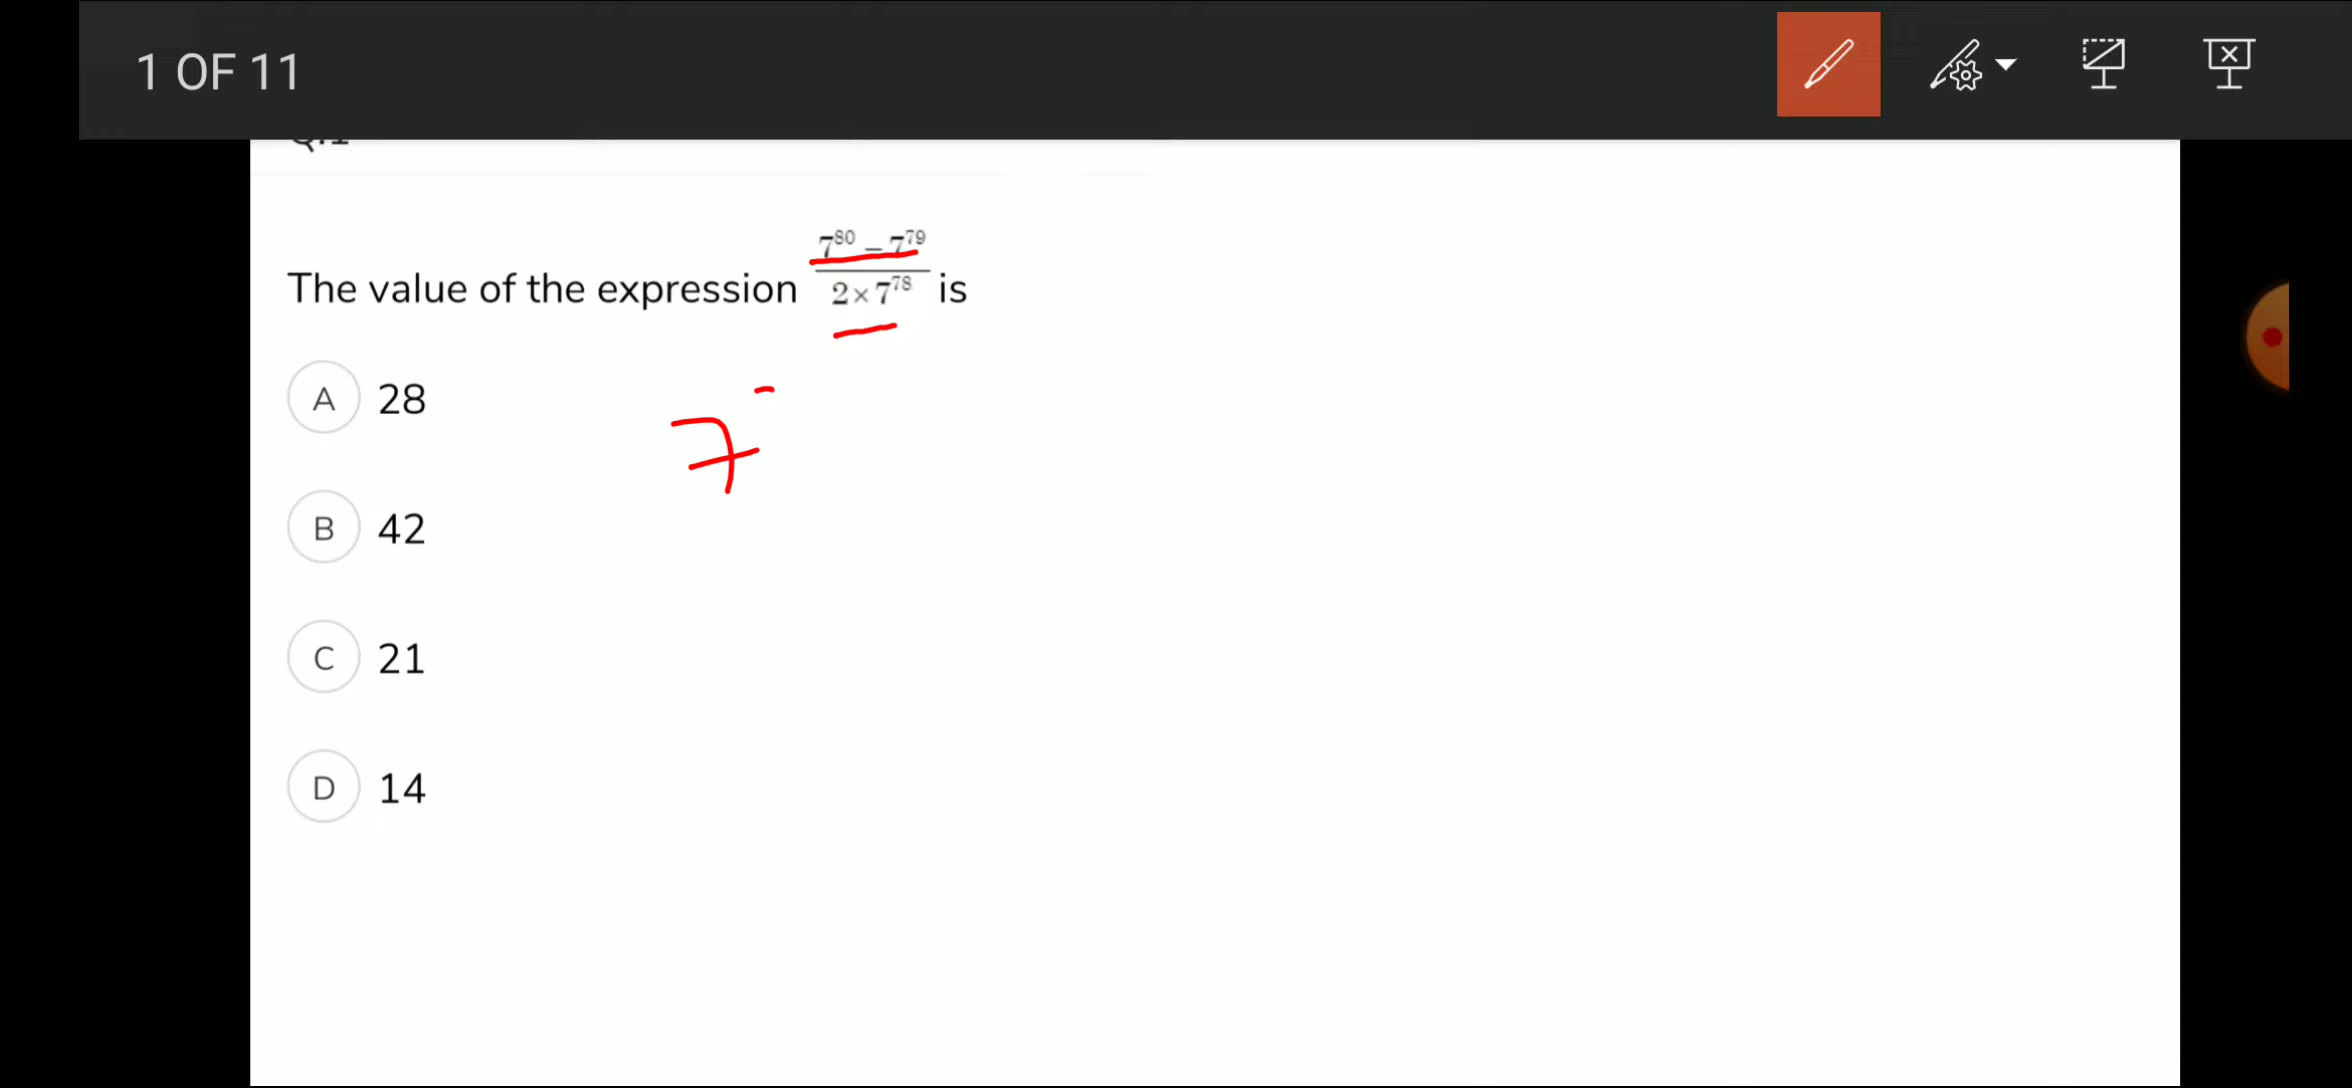 1 OF 11
The value of the expression \frac{7^{80} - 7^{79}}{2 × 7^{78}} is
7
A 28
B 42
C 21
D 14